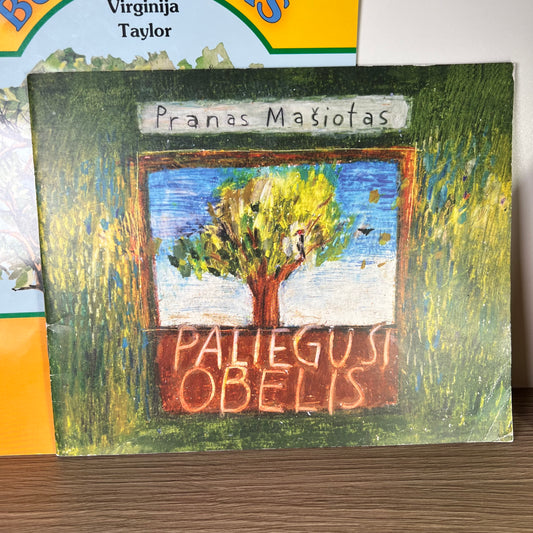 Virginija
Taylor
Pranas Mašiotas
PALIEGUSI
OBELIS